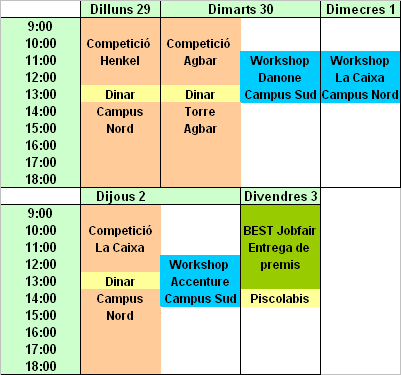 Dilluns 29 Dimarts 30 Dimecres 1
9:00
10:00 Competició Competició
11:00 Henkel Agbar Workshop Workshop
12:00 Danone La Caixa
13:00 Dinar Dinar Campus Sud Campus Nord
14:00 Campus Torre
15:00 Nord Agbar
16:00
17:00
18:00
Dijous 2 Divendres 3
9:00
10:00 Competició BEST Jobfair
11:00 La Caixa Entrega de
12:00 Workshop premis
13:00 Dinar Accenture
14:00 Campus Campus Sud Piscolabis
15:00 Nord
16:00
17:00
18:00